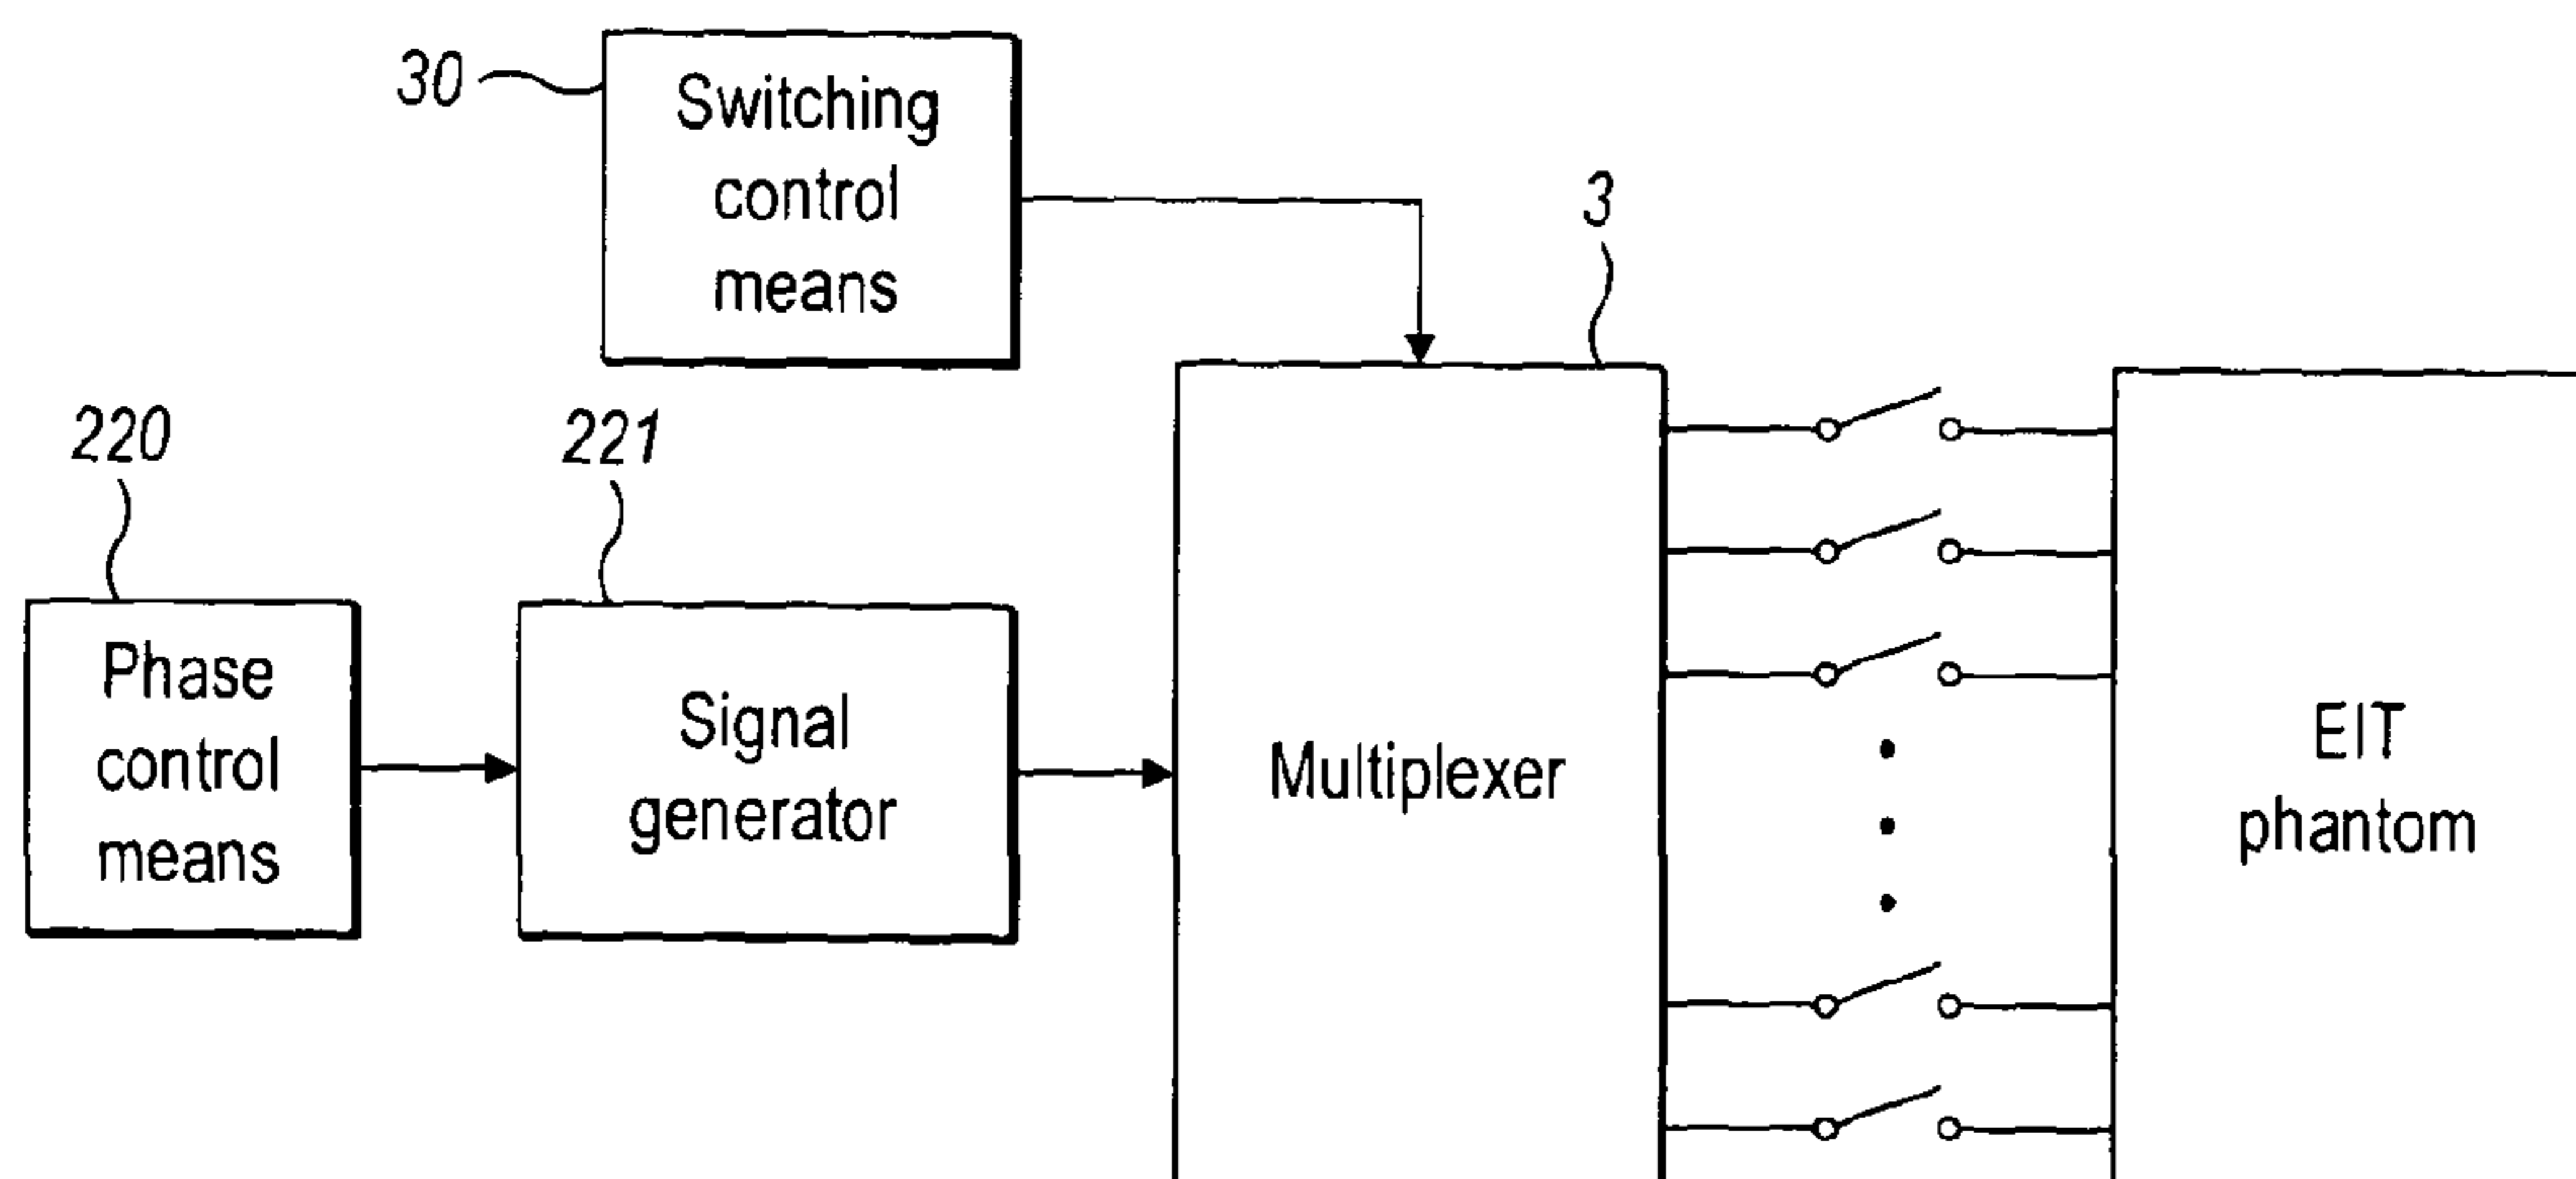 30
Switching
control
means
3
220
221
Phase
control
means
Signal
generator
Multiplexer
EIT
phantom